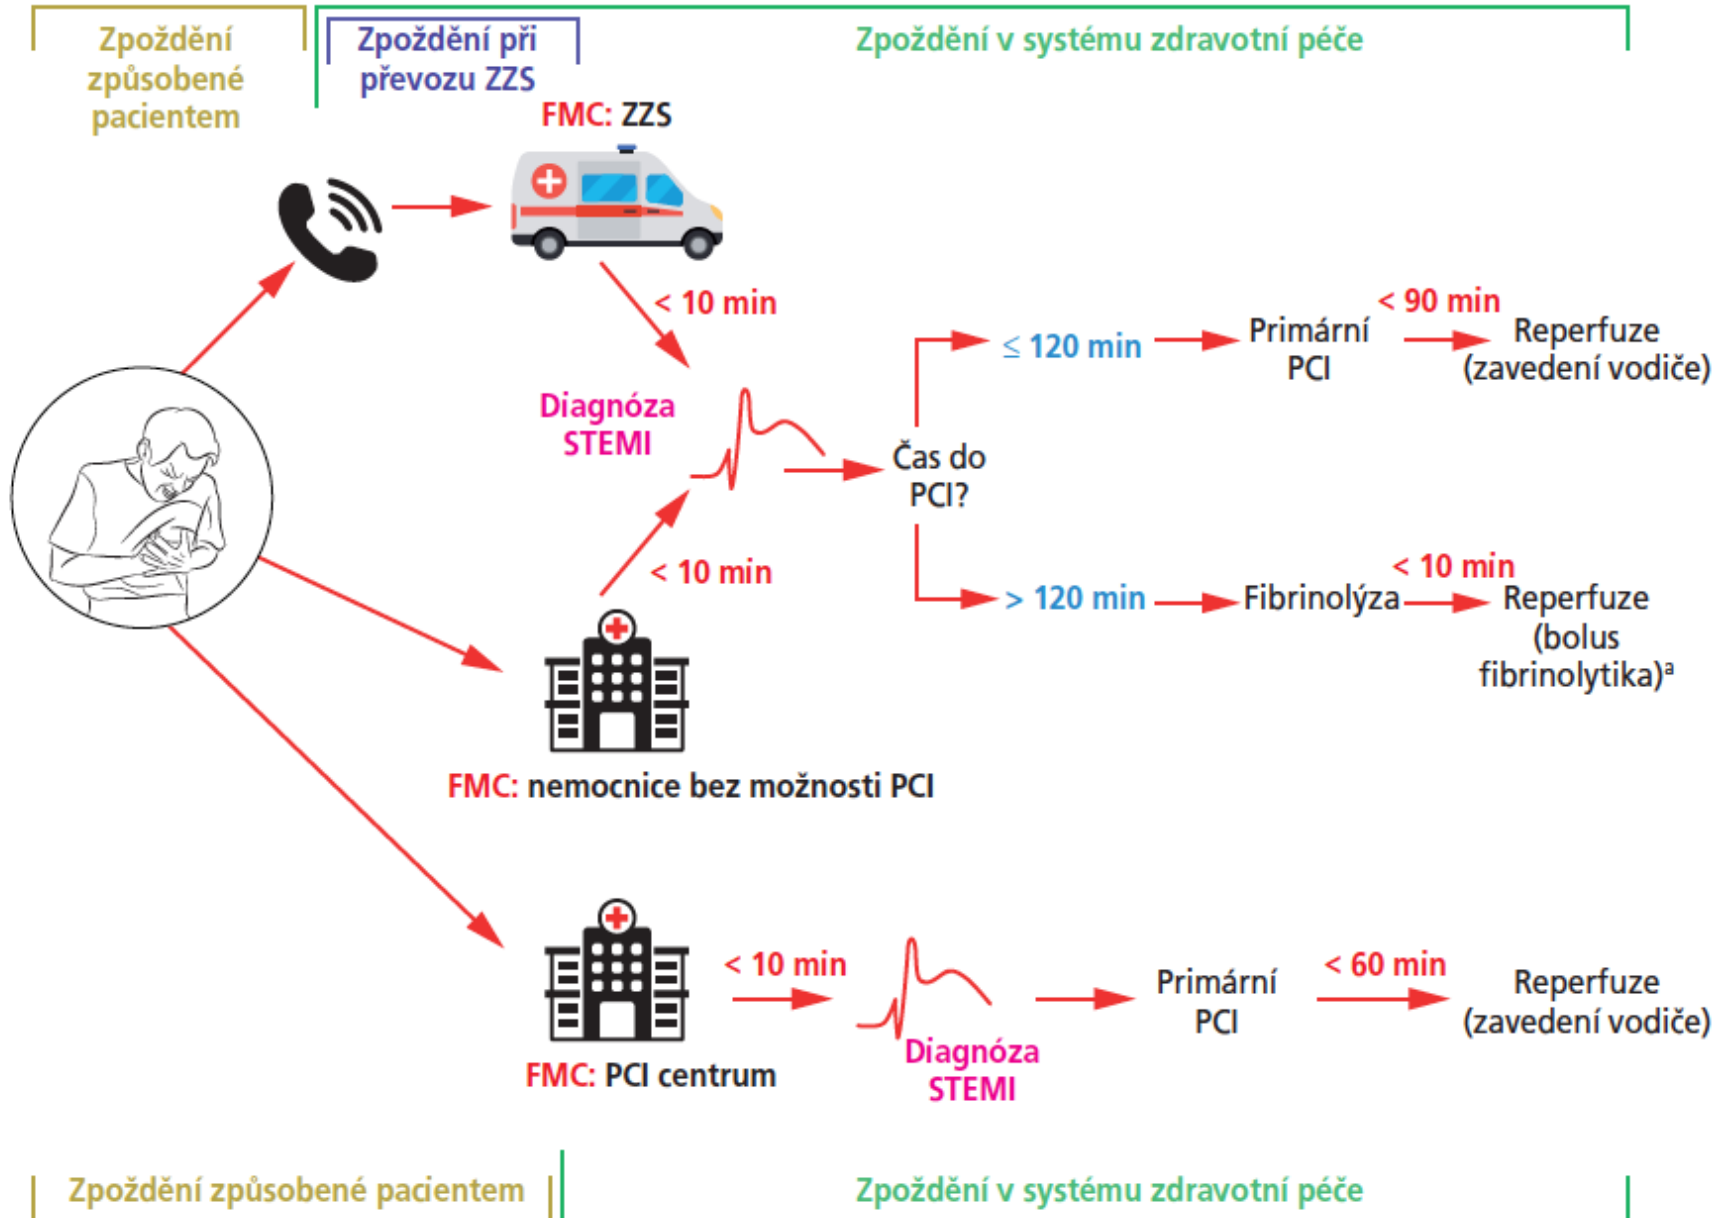 Zpoždění
způsobené
pacientem
Zpoždění při
převozu ZZS
Zpoždění v systému zdravotní péče
FMC: ZZS
< 10 min
Diagnóza
STEMI
< 10 min
Čas do
PCI?
≤ 120 min
Primární
PCI
< 90 min
Reperfuze
(zavedení vodiče)
> 120 min
Fibrinolýza
< 10 min
Reperfuze
(bolus
fibrinolytika)ª
FMC: nemocnice bez možnosti PCI
FMC: PCI centrum
< 10 min
Diagnóza
STEMI
Primární
PCI
< 60 min
Reperfuze
(zavedení vodiče)
Zpoždění způsobené pacientem
Zpoždění v systému zdravotní péče